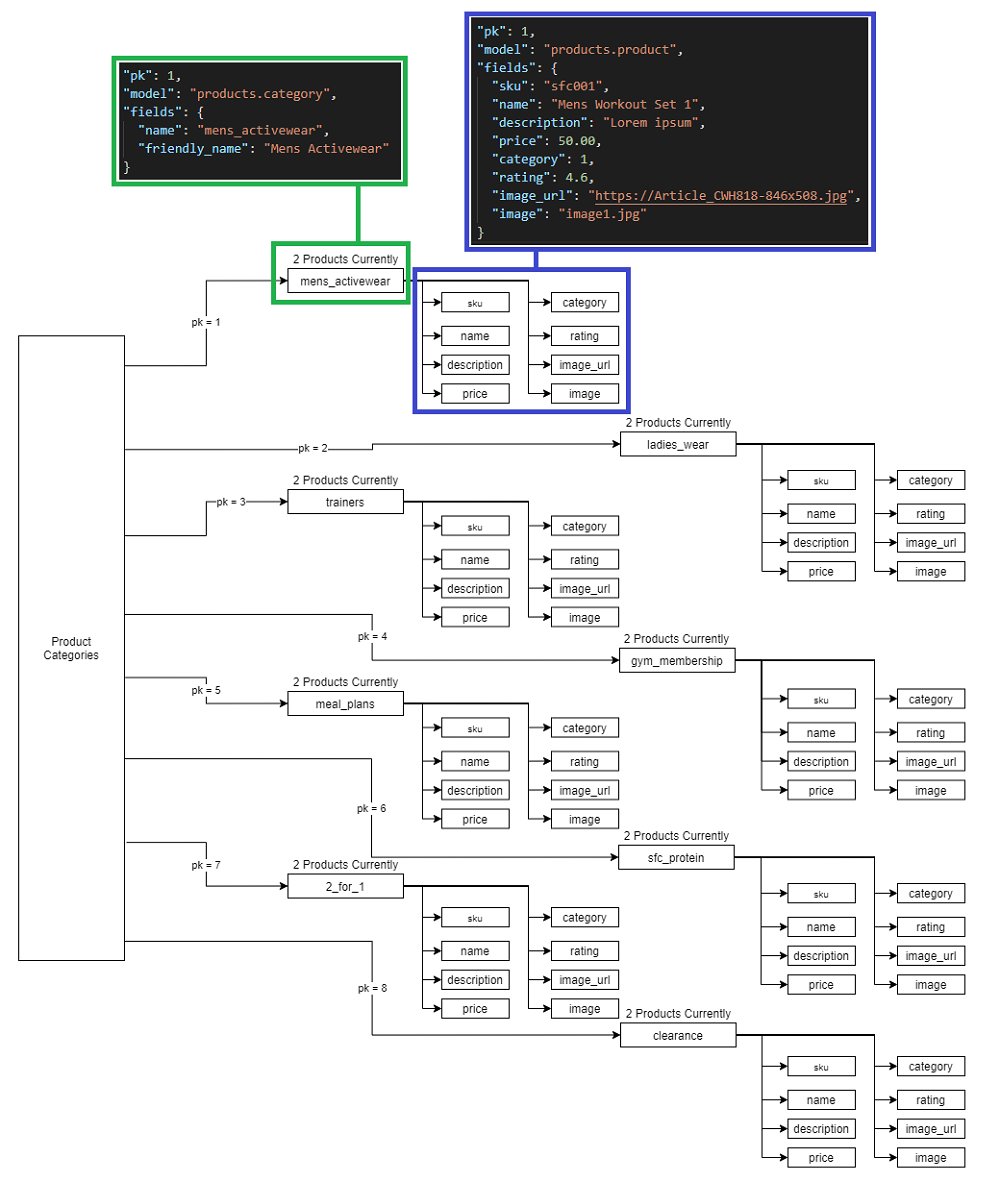 "pk": 1,
"model": "products.category",
"fields": {
"name": "mens_activewear",
"friendly_name": "Mens Activewear"
}
"pk": 1,
"model": "products.product",
"fields": {
"sku": "sfc001",
"name": "Mens Workout Set 1",
"description": "Lorem ipsum",
"price": 50.00,
"category": 1,
"rating": 4.6,
"image_url": "https://Article_CWH818-846x508.jpg",
"image": "image1.jpg"
}
Product
Categories
pk = 1
2 Products Currently
mens_activewear
sku
category
name
rating
description
image_url
price
image
pk = 2
2 Products Currently
ladies_wear
sku
category
name
rating
description
image_url
price
image
pk = 3
2 Products Currently
trainers
sku
category
name
rating
description
image_url
price
image
pk = 4
2 Products Currently
gym_membership
sku
category
name
rating
description
image_url
price
image
pk = 5
2 Products Currently
meal_plans
sku
category
name
rating
description
image_url
price
image
pk = 6
2 Products Currently
sfc_protein
sku
category
name
rating
description
image_url
price
image
pk = 7
2 Products Currently
2_for_1
sku
category
name
rating
description
image_url
price
image
pk = 8
2 Products Currently
clearance
sku
category
name
rating
description
image_url
price
image